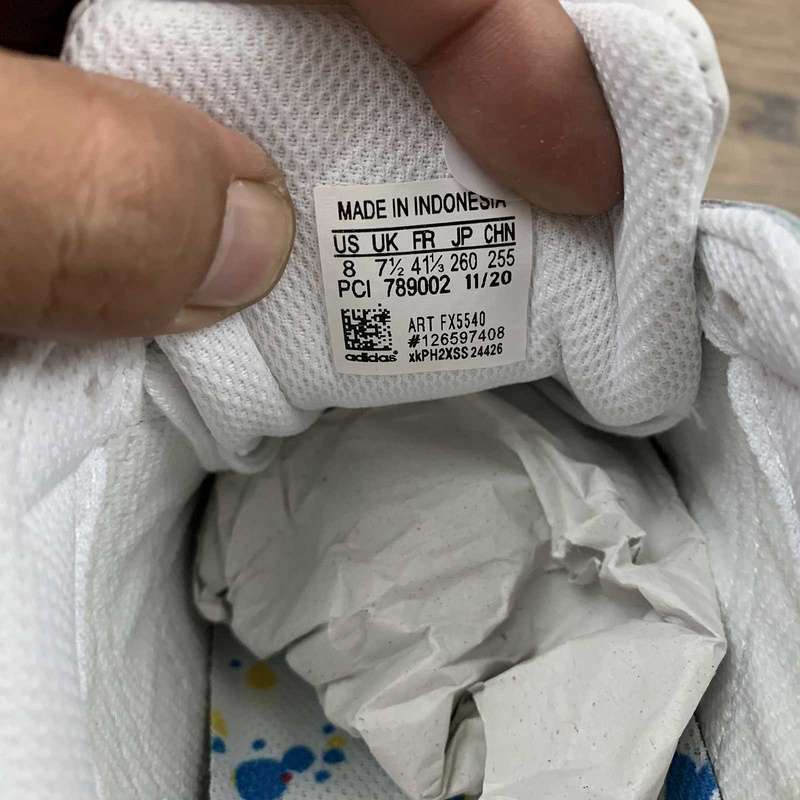 MADE IN INDONESIA
US UK FR JP CHN
8 7½ 41⅓ 260 255
PCI 789002 11/20
ART FX5540
#126597408
adidas xkPH2XSS 24426